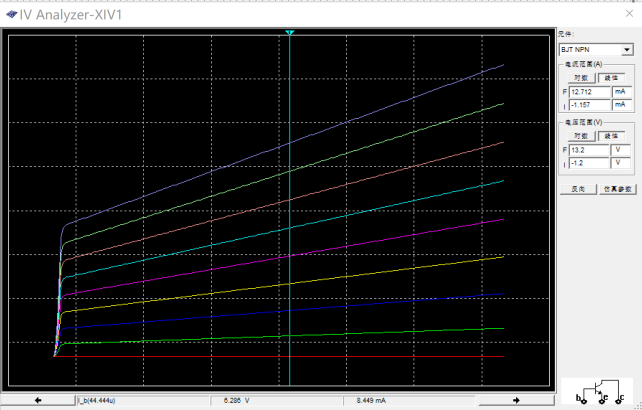 IV Analyzer-XIV1
元件:
BJT NPN
电流范围(A)
对数 线性
F 12.712 mA
I -1.157 mA
电压范围(V)
对数 线性
F 13.2 V
I -1.2 V
反向 仿真参数
I_b(44.444u) 6.286 V 8.449 mA
b e c